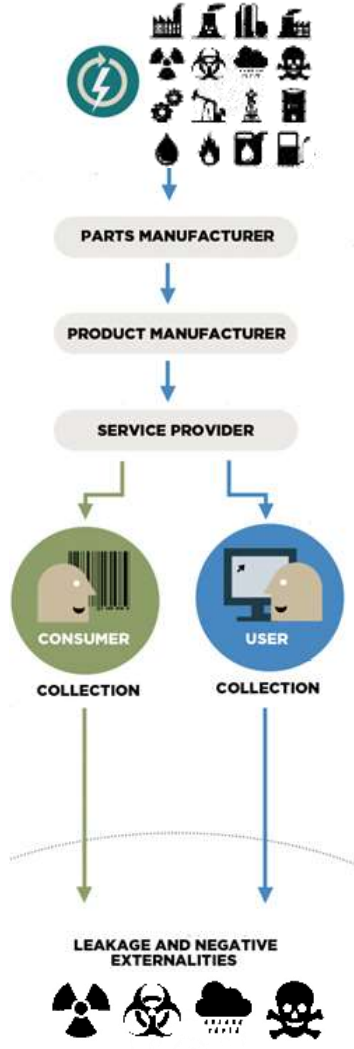 PARTS MANUFACTURER
PRODUCT MANUFACTURER
SERVICE PROVIDER
CONSUMER
USER
COLLECTION
COLLECTION
LEAKAGE AND NEGATIVE
EXTERNALITIES